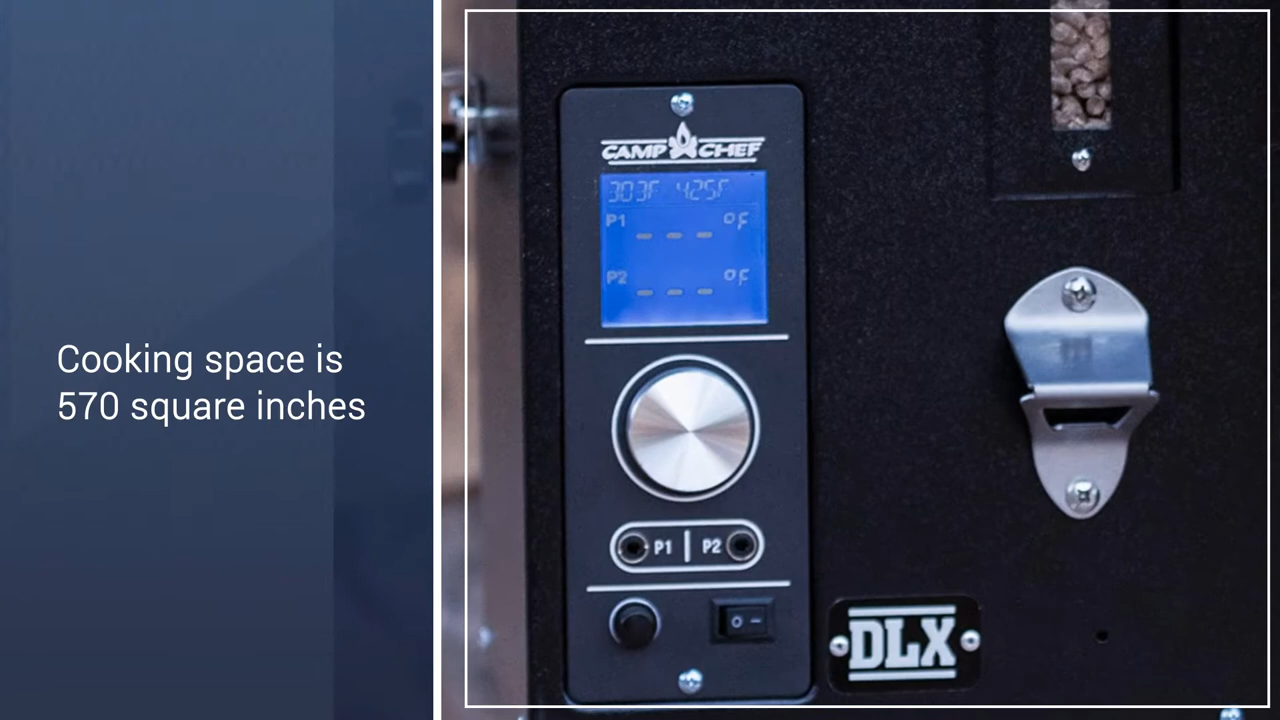 Cooking space is
570 square inches
CAMP CHEF
303F 425F
P1 - - - °F
P2 - - - °F
P1 | P2
O –
DLX